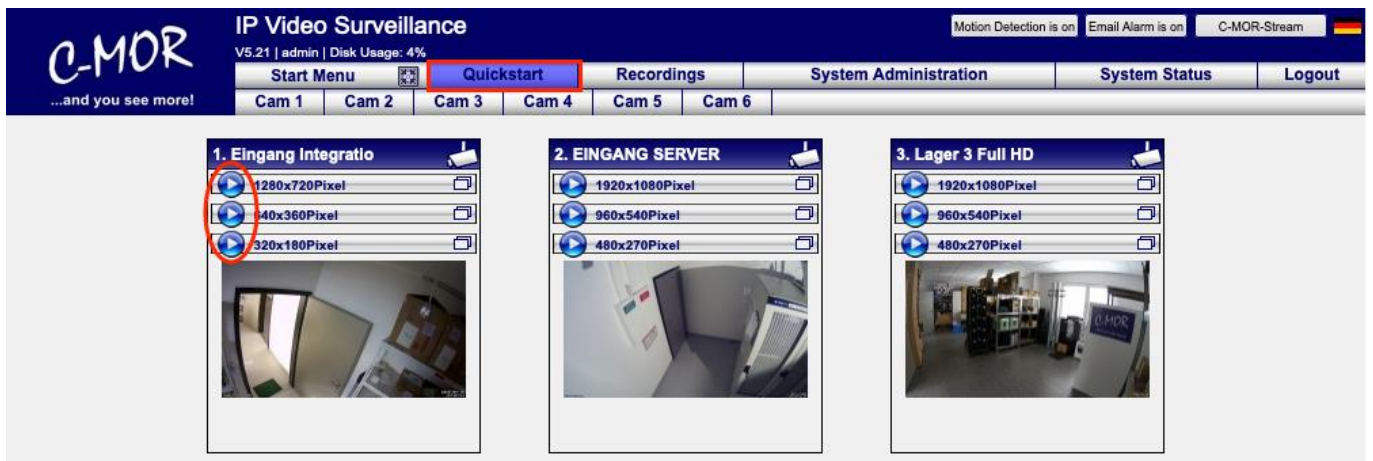 C-MOR
...and you see more!
IP Video Surveillance
V5.21 | admin | Disk Usage: 4%
Motion Detection is on
Email Alarm is on
C-MOR-Stream
Start Menu
Quickstart
Recordings
System Administration
System Status
Logout
Cam 1
Cam 2
Cam 3
Cam 4
Cam 5
Cam 6
1. Eingang Integratio
1280x720Pixel
640x360Pixel
320x180Pixel
2. EINGANG SERVER
1920x1080Pixel
960x540Pixel
480x270Pixel
3. Lager 3 Full HD
1920x1080Pixel
960x540Pixel
480x270Pixel
C-MOR